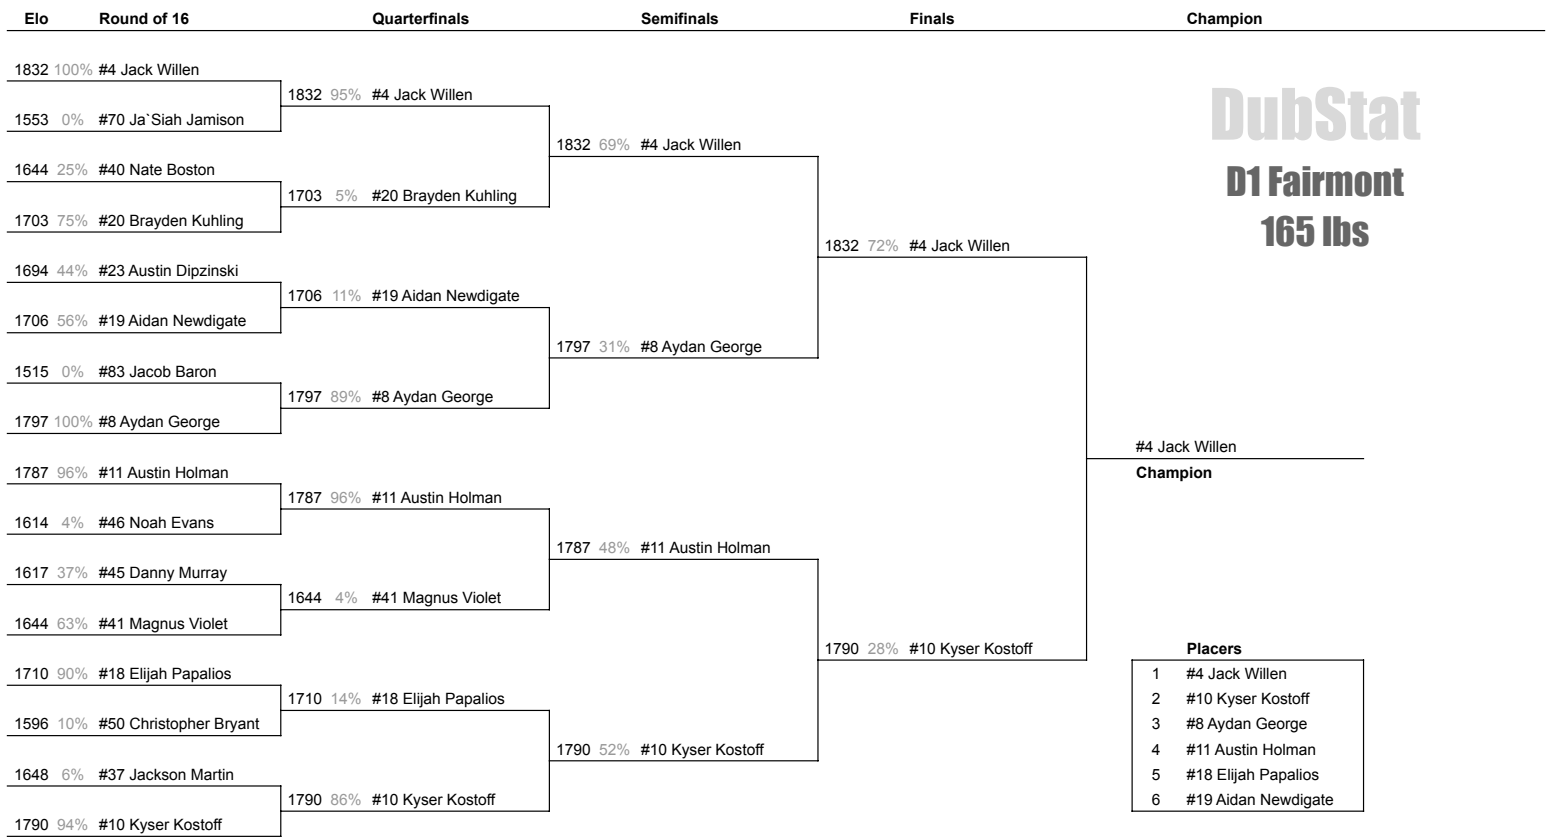 Elo Round of 16 Quarterfinals Semifinals Finals Champion
1832 100% #4 Jack Willen
1832 95% #4 Jack Willen
1553 0% #70 Ja`Siah Jamison
1832 69% #4 Jack Willen
1644 25% #40 Nate Boston
1703 5% #20 Brayden Kuhling
1703 75% #20 Brayden Kuhling
1832 72% #4 Jack Willen
1694 44% #23 Austin Dipzinski
1706 11% #19 Aidan Newdigate
1706 56% #19 Aidan Newdigate
1797 31% #8 Aydan George
1515 0% #83 Jacob Baron
1797 89% #8 Aydan George
1797 100% #8 Aydan George
#4 Jack Willen
Champion
1787 96% #11 Austin Holman
1787 96% #11 Austin Holman
1614 4% #46 Noah Evans
1787 48% #11 Austin Holman
1617 37% #45 Danny Murray
1644 4% #41 Magnus Violet
1644 63% #41 Magnus Violet
1790 28% #10 Kyser Kostoff
1710 90% #18 Elijah Papalios
1710 14% #18 Elijah Papalios
1596 10% #50 Christopher Bryant
1790 52% #10 Kyser Kostoff
1648 6% #37 Jackson Martin
1790 86% #10 Kyser Kostoff
1790 94% #10 Kyser Kostoff
DubStat
D1 Fairmont
165 lbs
Placers
1 #4 Jack Willen
2 #10 Kyser Kostoff
3 #8 Aydan George
4 #11 Austin Holman
5 #18 Elijah Papalios
6 #19 Aidan Newdigate